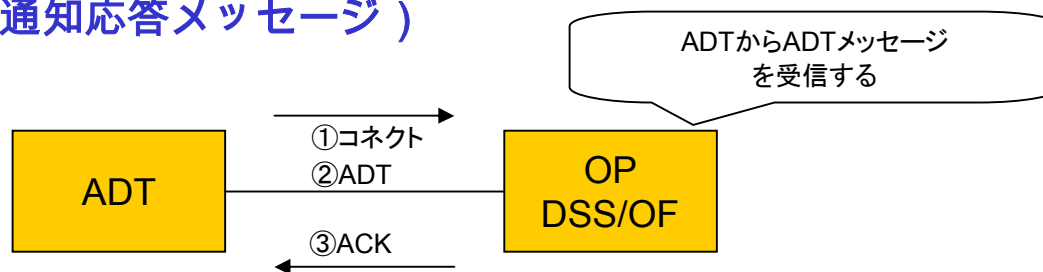 通知応答メッセージ)
ADTからADTメッセージ
を受信する
①コネクト
②ADT
ADT
OP
DSS/OF
③ACK